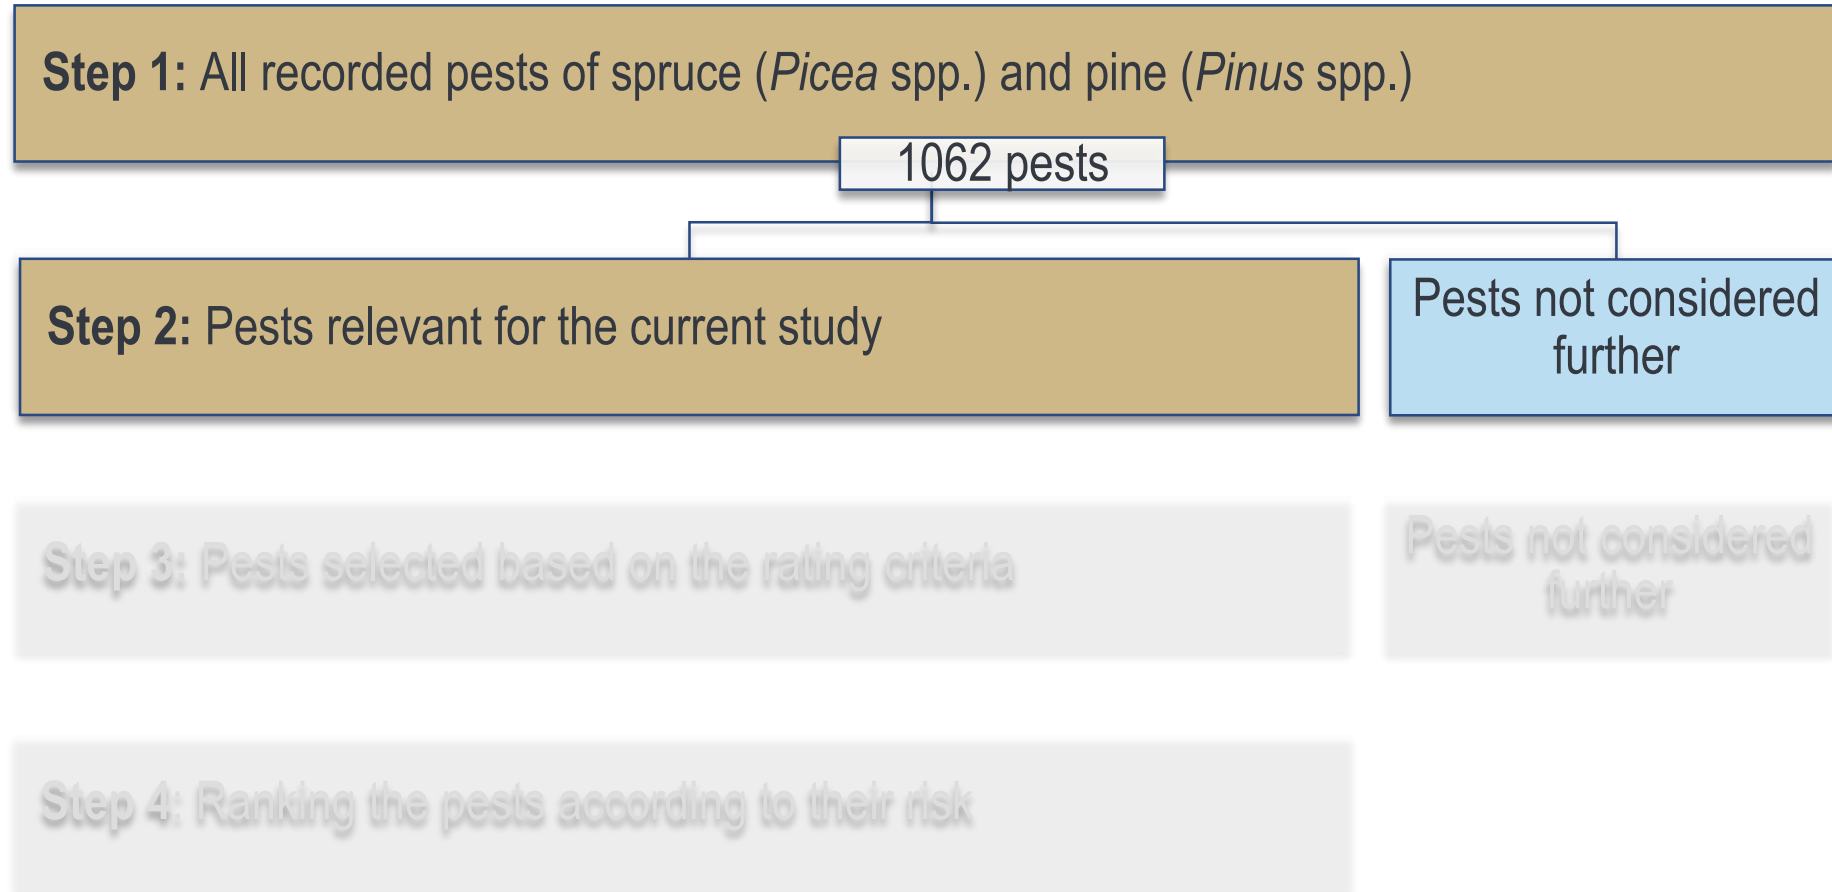 Step 1: All recorded pests of spruce (Picea spp.) and pine (Pinus spp.)
1062 pests
Step 2: Pests relevant for the current study
Pests not considered
further
Step 3: Pests selected based on the rating criteria
Pests not considered
further
Step 4: Ranking the pests according to their risk